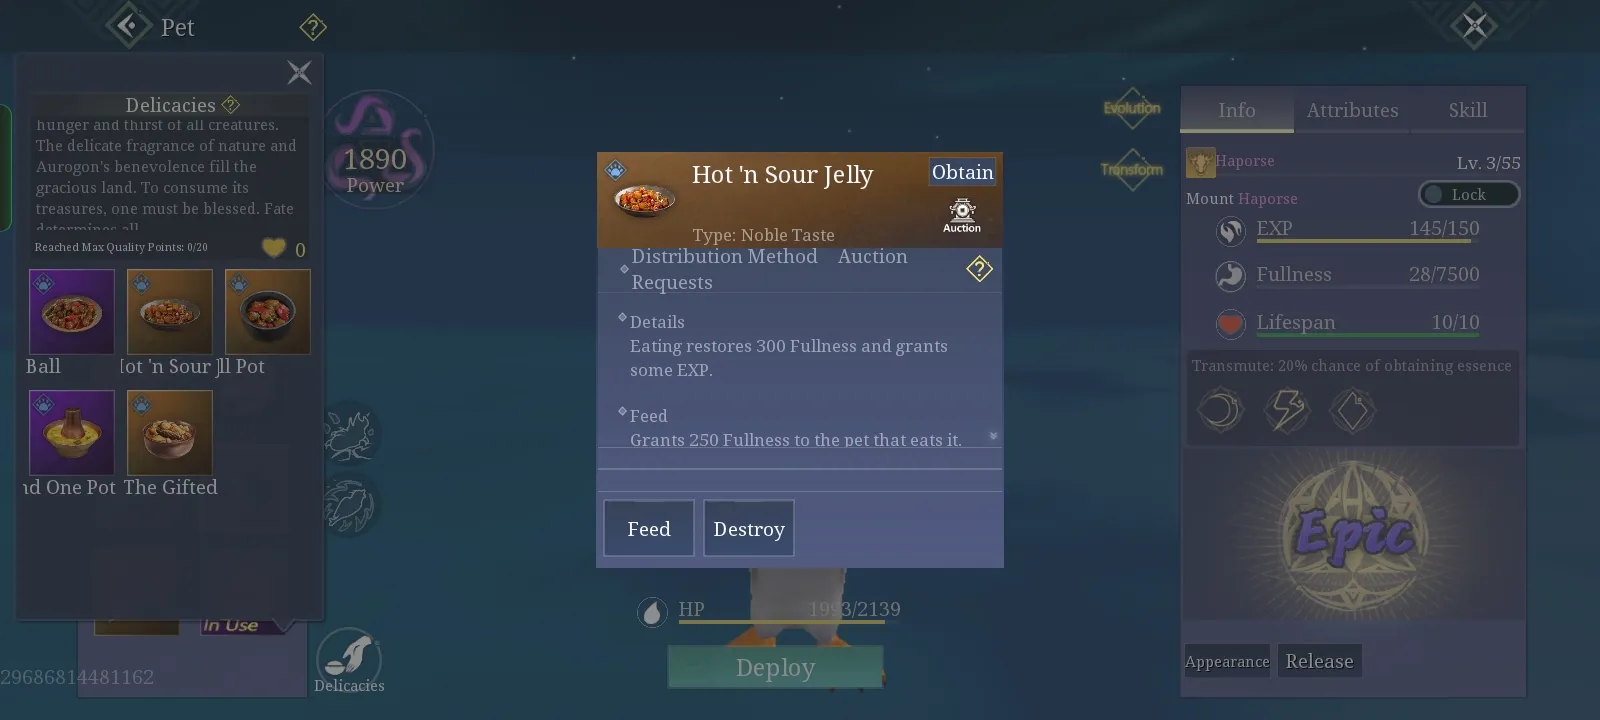 Pet
Delicacies
hunger and thirst of all creatures.
The delicate fragrance of nature and
Aurogon's benevolence fill the
gracious land. To consume its
treasures, one must be blessed. Fate
determines all
Reached Max Quality Points: 0/20
0
Ball
Hot 'n Sour J
ll Pot
nd One Pot
The Gifted
In Use
29686814481162
Delicacies
1890
Power
Hot 'n Sour Jelly
Obtain
Auction
Type: Noble Taste
Distribution Method Auction
Requests
Details
Eating restores 300 Fullness and grants
some EXP.
Feed
Grants 250 Fullness to the pet that eats it.
Feed
Destroy
HP 1993/2139
Deploy
Evolution
Transform
Info
Attributes
Skill
Haporse
Lv. 3/55
Mount Haporse
Lock
EXP 145/150
Fullness 28/7500
Lifespan 10/10
Transmute: 20% chance of obtaining essence
Epic
Appearance
Release